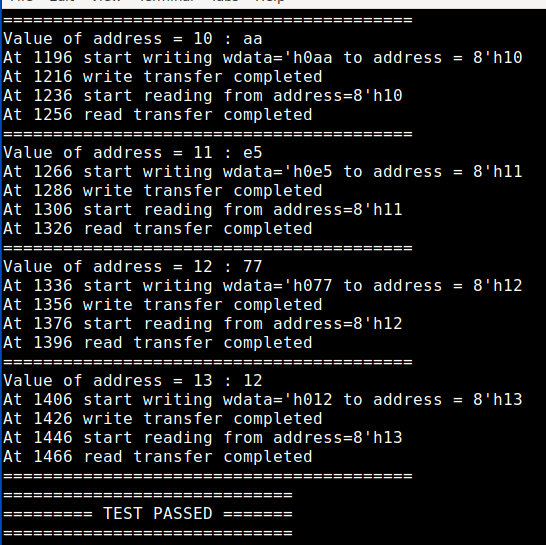 =========================================
Value of address = 10 : aa
At 1196 start writing wdata='h0aa to address = 8'h10
At 1216 write transfer completed
At 1236 start reading from address=8'h10
At 1256 read transfer completed
=========================================
Value of address = 11 : e5
At 1266 start writing wdata='h0e5 to address = 8'h11
At 1286 write transfer completed
At 1306 start reading from address=8'h11
At 1326 read transfer completed
=========================================
Value of address = 12 : 77
At 1336 start writing wdata='h077 to address = 8'h12
At 1356 write transfer completed
At 1376 start reading from address=8'h12
At 1396 read transfer completed
=========================================
Value of address = 13 : 12
At 1406 start writing wdata='h012 to address = 8'h13
At 1426 write transfer completed
At 1446 start reading from address=8'h13
At 1466 read transfer completed
=========================================
=============================
========= TEST PASSED =======
=============================